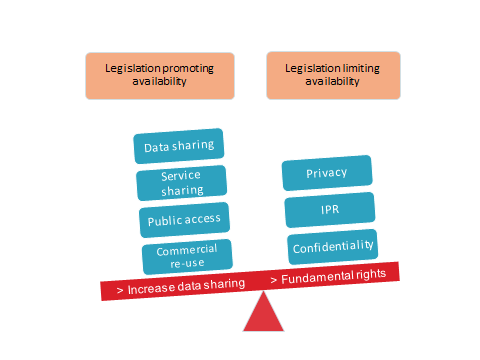 Legislation promoting
availability
Legislation limiting
availability
Data sharing
Service
sharing
Public access
Commercial
re-use
Privacy
IPR
Confidentiality
> Increase data sharing
> Fundamental rights